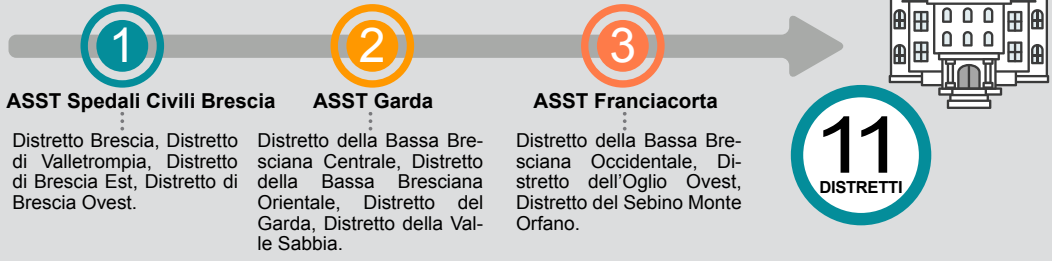 1
ASST Spedali Civili Brescia
Distretto Brescia, Distretto
di Valletrompia, Distretto
di Brescia Est, Distretto di
Brescia Ovest.
2
ASST Garda
Distretto della Bassa Bre-
sciana Centrale, Distretto
della Bassa Bresciana
Orientale, Distretto del
Garda, Distretto della Val-
le Sabbia.
3
ASST Franciacorta
Distretto della Bassa Bre-
sciana Occidentale, Di-
stretto dell'Oglio Ovest,
Distretto del Sebino Monte
Orfano.
11
DISTRETTI